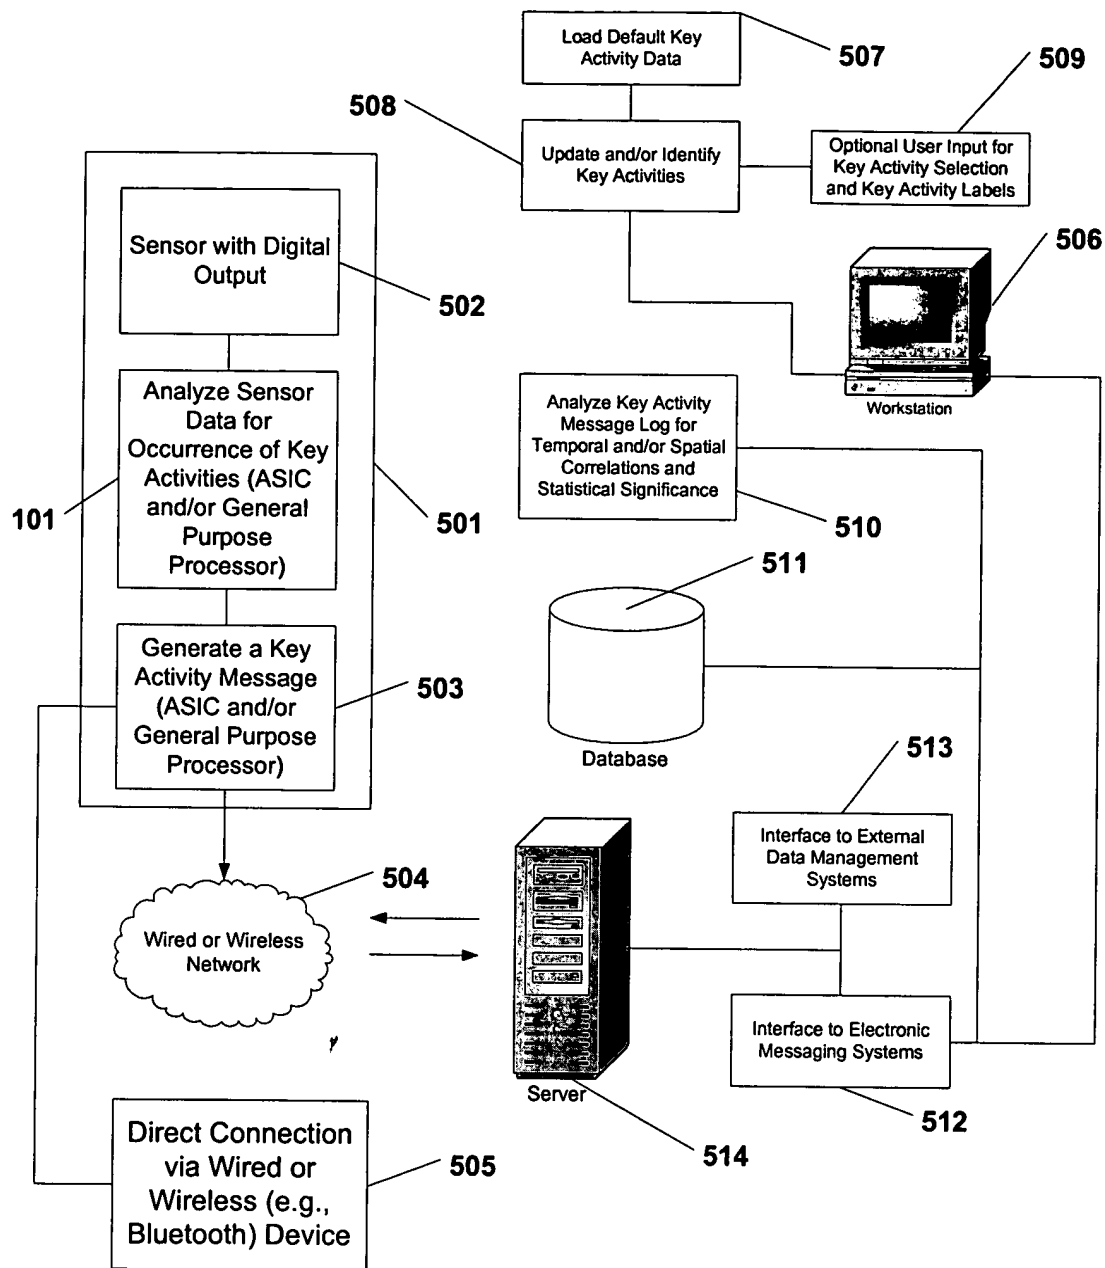 Load Default Key
Activity Data
507
509
508
Update and/or Identify
Key Activities
Optional User Input for
Key Activity Selection
and Key Activity Labels
506
Sensor with Digital
Output
502
Workstation
Analyze Sensor
Data for
Occurrence of Key
Activities (ASIC
and/or General
Purpose
Processor)
101
501
Analyze Key Activity
Message Log for
Temporal and/or Spatial
Correlations and
Statistical Significance
510
511
Generate a Key
Activity Message
(ASIC and/or
General Purpose
Processor)
503
Database
513
Interface to External
Data Management
Systems
504
Wired or Wireless
Network
Interface to Electronic
Messaging Systems
Server
512
514
Direct Connection
via Wired or
Wireless (e.g.,
Bluetooth) Device
505